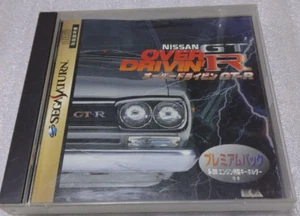 NISSAN
OVER DRIVIN'
GT-R
オーバードライビン GT-R
GT-R
SEGA SATURN
プレミアムパック